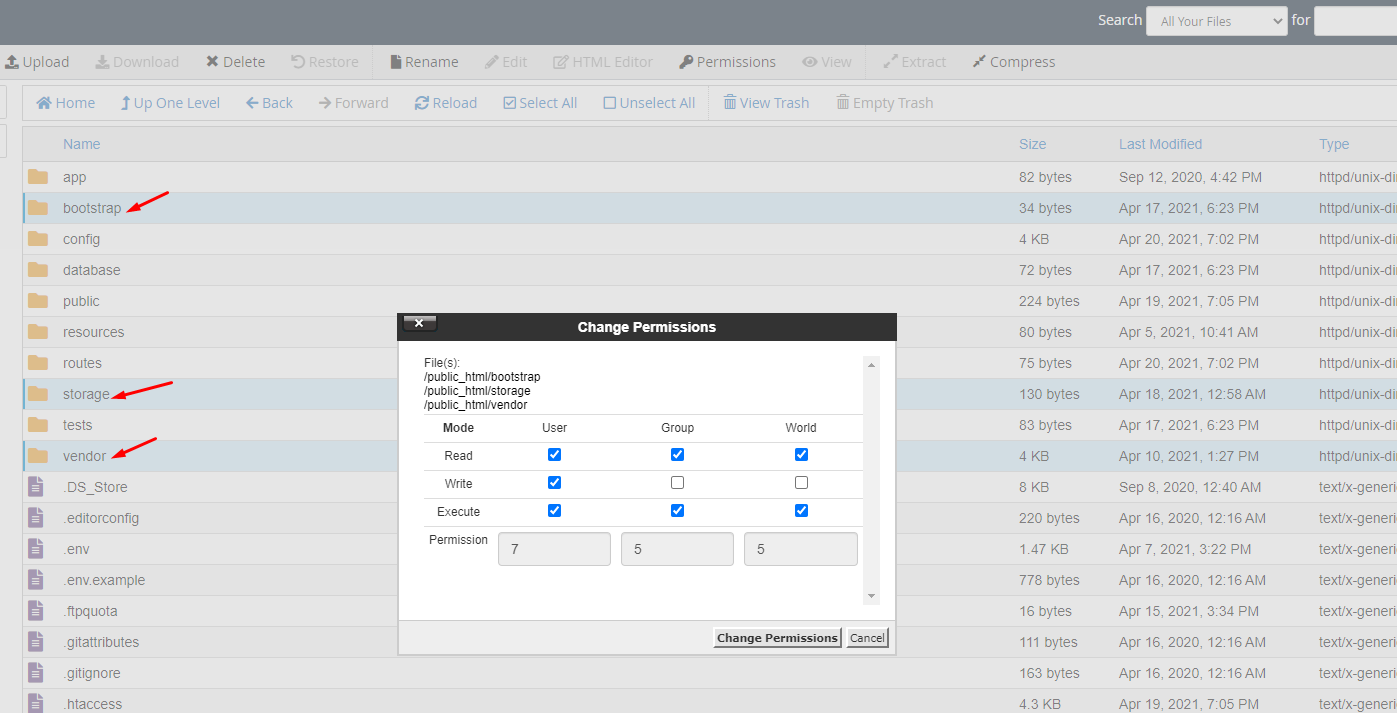 Search All Your Files for
Upload Download Delete Restore Rename Edit HTML Editor Permissions View Extract Compress
Home Up One Level Back Forward Reload Select All Unselect All View Trash Empty Trash
Name Size Last Modified Type
app 82 bytes Sep 12, 2020, 4:42 PM httpd/unix-di
bootstrap 34 bytes Apr 17, 2021, 6:23 PM httpd/unix-di
config 4 KB Apr 20, 2021, 7:02 PM httpd/unix-di
database 72 bytes Apr 17, 2021, 6:23 PM httpd/unix-di
public 224 bytes Apr 19, 2021, 7:05 PM httpd/unix-di
resources 80 bytes Apr 5, 2021, 10:41 AM httpd/unix-di
routes 75 bytes Apr 20, 2021, 7:02 PM httpd/unix-di
storage 130 bytes Apr 18, 2021, 12:58 AM httpd/unix-di
tests 83 bytes Apr 17, 2021, 6:23 PM httpd/unix-di
vendor 4 KB Apr 10, 2021, 1:27 PM httpd/unix-di
.DS_Store 8 KB Sep 8, 2020, 12:40 AM text/x-generi
.editorconfig 220 bytes Apr 16, 2020, 12:16 AM text/x-generi
.env 1.47 KB Apr 7, 2021, 3:22 PM text/x-generi
.env.example 778 bytes Apr 16, 2020, 12:16 AM text/x-generi
.ftpquota 16 bytes Apr 15, 2021, 3:34 PM text/x-generi
.gitattributes 111 bytes Apr 16, 2020, 12:16 AM text/x-generi
.gitignore 163 bytes Apr 16, 2020, 12:16 AM text/x-generi
.htaccess 4.3 KB Apr 19, 2021, 7:05 PM text/x-generi
Change Permissions
File(s):
/public_html/bootstrap
/public_html/storage
/public_html/vendor
Mode User Group World
Read
Write
Execute
Permission 7 5 5
Change Permissions Cancel